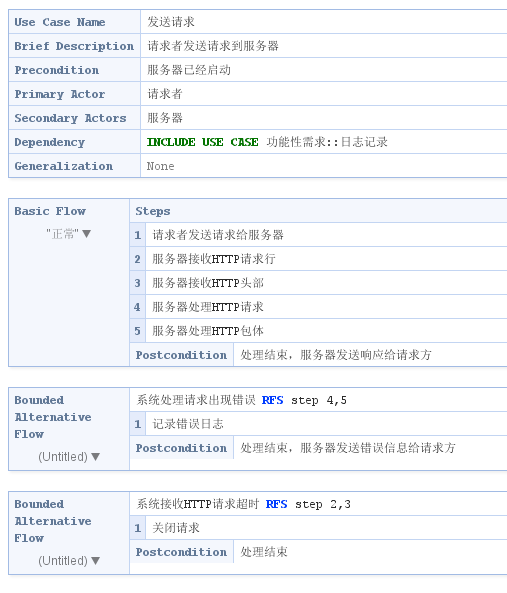 Use Case Name 发送请求
Brief Description 请求者发送请求到服务器
Precondition 服务器已经启动
Primary Actor 请求者
Secondary Actors 服务器
Dependency INCLUDE USE CASE 功能性需求::日志记录
Generalization None
Basic Flow Steps
"正常" ▼
1 请求者发送请求给服务器
2 服务器接收HTTP请求行
3 服务器接收HTTP头部
4 服务器处理HTTP请求
5 服务器处理HTTP包体
Postcondition 处理结束，服务器发送响应给请求方
Bounded Alternative Flow
(Untitled) ▼
系统处理请求出现错误 RFS step 4,5
1 记录错误日志
Postcondition 处理结束，服务器发送错误信息给请求方
Bounded Alternative Flow
(Untitled) ▼
系统接收HTTP请求超时 RFS step 2,3
1 关闭请求
Postcondition 处理结束